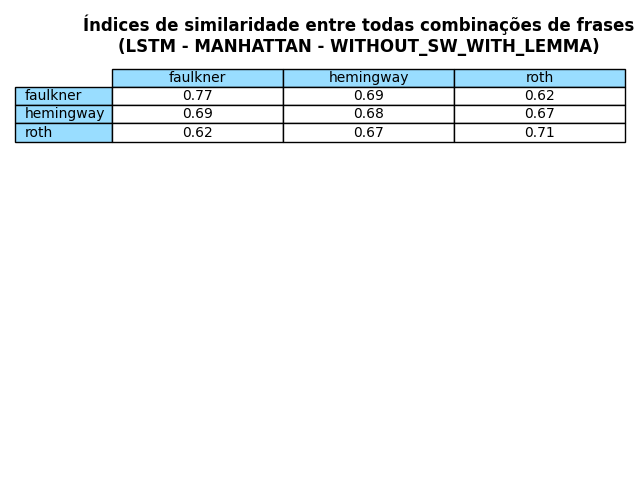 Índices de similaridade entre todas combinações de frases
(LSTM - MANHATTAN - WITHOUT_SW_WITH_LEMMA)
faulkner hemingway roth
faulkner 0.77 0.69 0.62
hemingway 0.69 0.68 0.67
roth 0.62 0.67 0.71